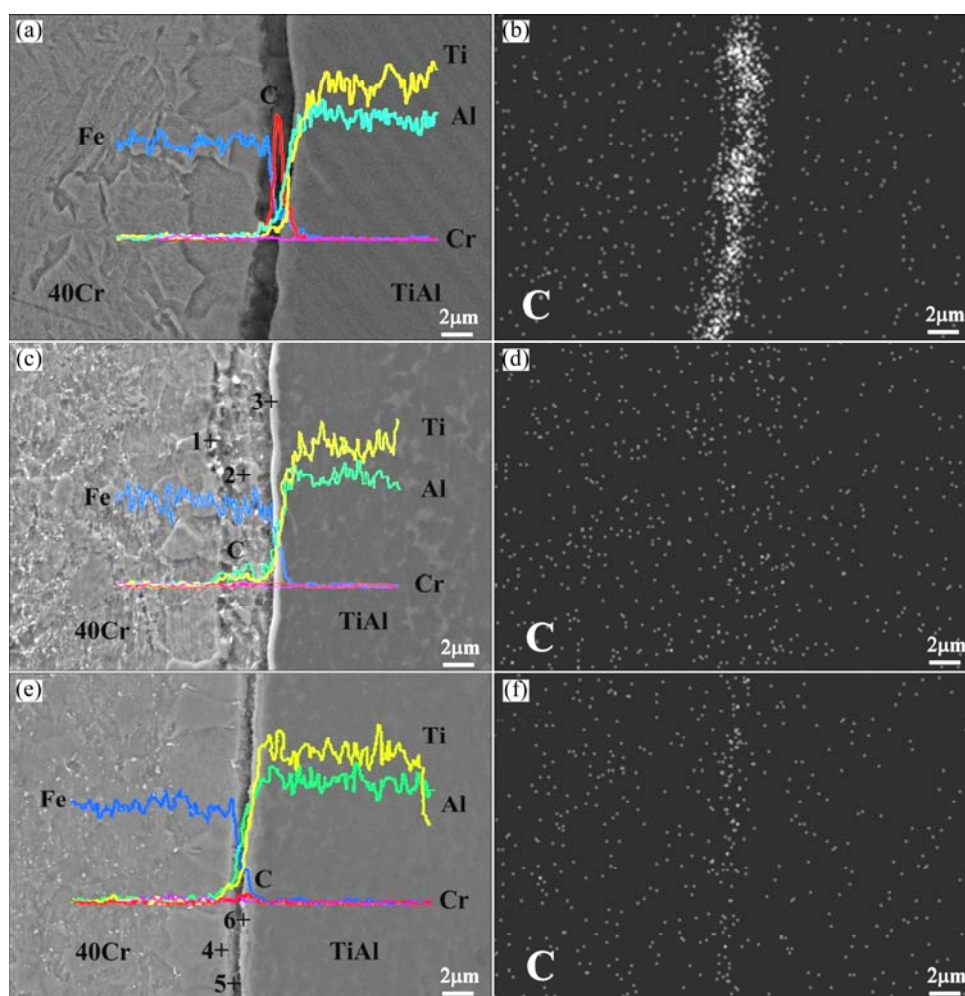 (a)
Ti
C
Fe
Al
Cr
40Cr
TiAl
2μm
(b)
C
2μm
(c)
3+
Ti
1+
2+
Al
Fe
C
Cr
40Cr
TiAl
2μm
(d)
C
2μm
(e)
Ti
Fe
Al
C
Cr
6+
40Cr
4+
TiAl
5+
2μm
(f)
C
2μm